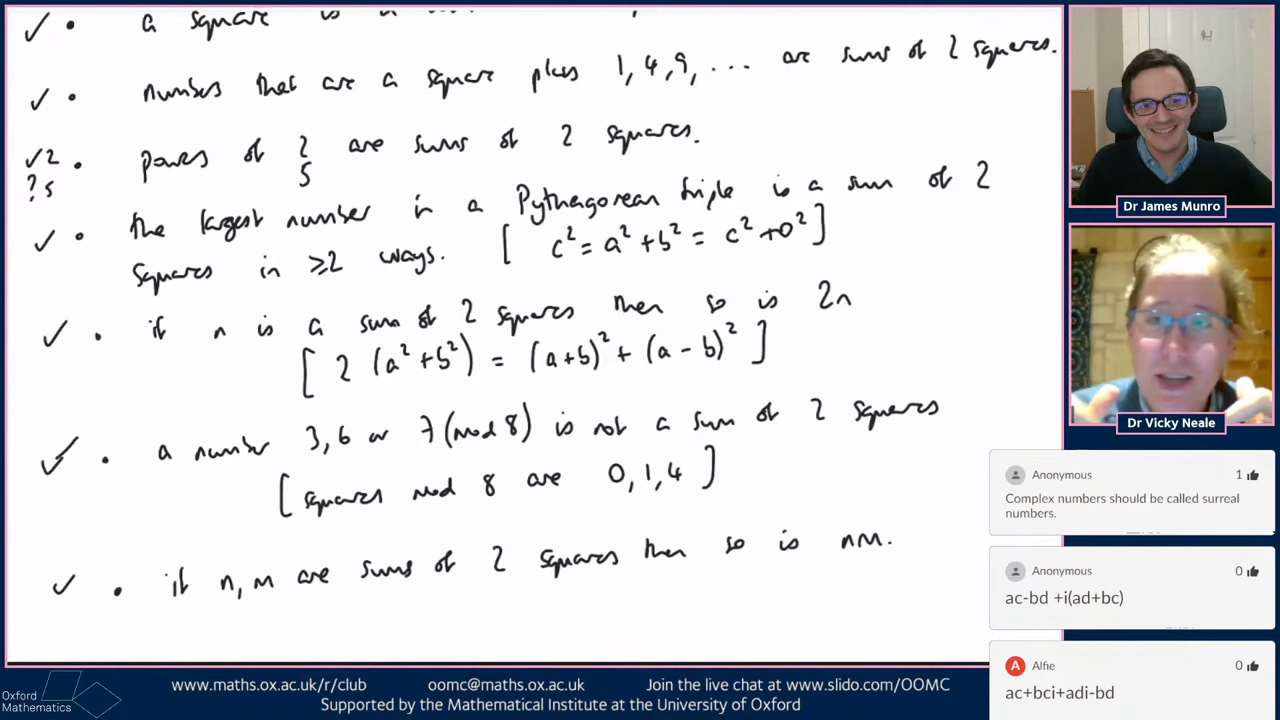 ✓ • a square is a
✓ • numbers that are a square plus 1, 4, 9, ... are sums of 2 squares.
✓2 • powers of 2 are sums of 2 squares.
? 5 5
✓ • the largest number in a Pythagorean triple is a sum of 2
squares in ≥2 ways. [ c² = a² + b² = c² + 0² ]
✓ • if n is a sum of 2 squares then so is 2n
[ 2 (a² + b²) = (a+b)² + (a - b)² ]
✓ • a number 3, 6 or 7 (mod 8) is not a sum of 2 squares
[ squares mod 8 are 0, 1, 4 ]
✓ • if n, m are sums of 2 squares then so is nm.
Dr James Munro
Dr Vicky Neale
Anonymous 1
Complex numbers should be called surreal
numbers.
Anonymous 0
ac-bd +i(ad+bc)
A Alfie 0
ac+bci+adi-bd
Oxford
Mathematics
www.maths.ox.ac.uk/r/club oomc@maths.ox.ac.uk Join the live chat at www.slido.com/OOMC
Supported by the Mathematical Institute at the University of Oxford